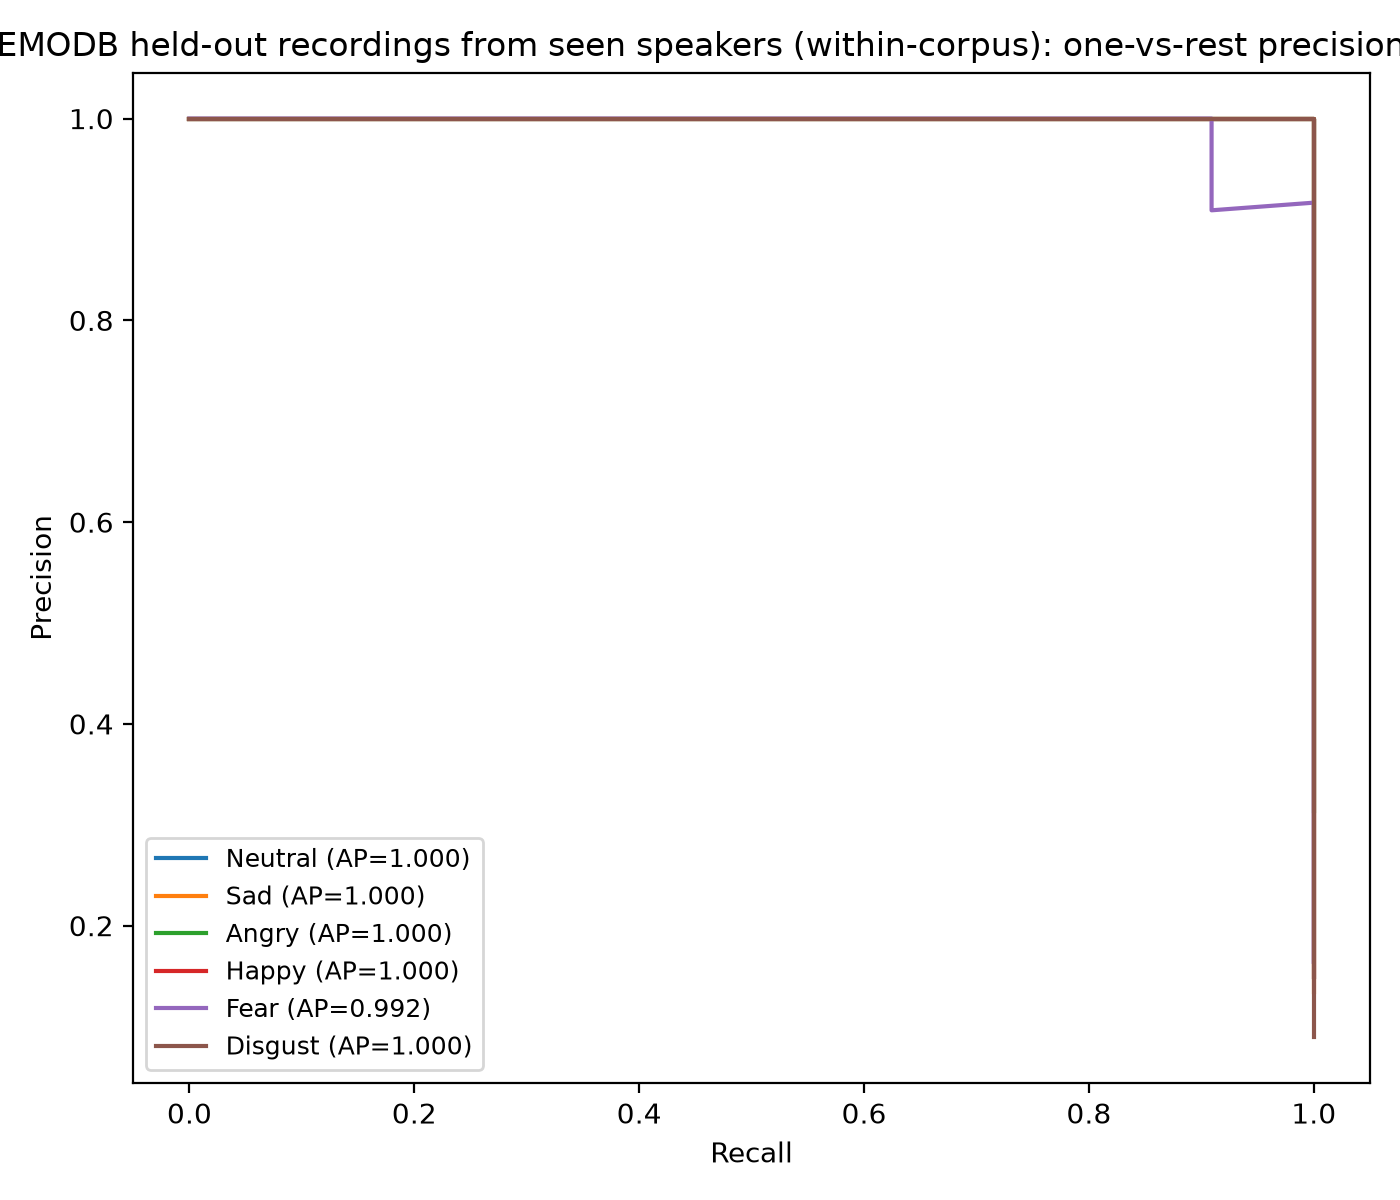 EMODB held-out recordings from seen speakers (within-corpus): one-vs-rest precision
1.0
0.8
0.6
0.4
0.2
Precision
Neutral (AP=1.000)
Sad (AP=1.000)
Angry (AP=1.000)
Happy (AP=1.000)
Fear (AP=0.992)
Disgust (AP=1.000)
0.0 0.2 0.4 0.6 0.8 1.0
Recall